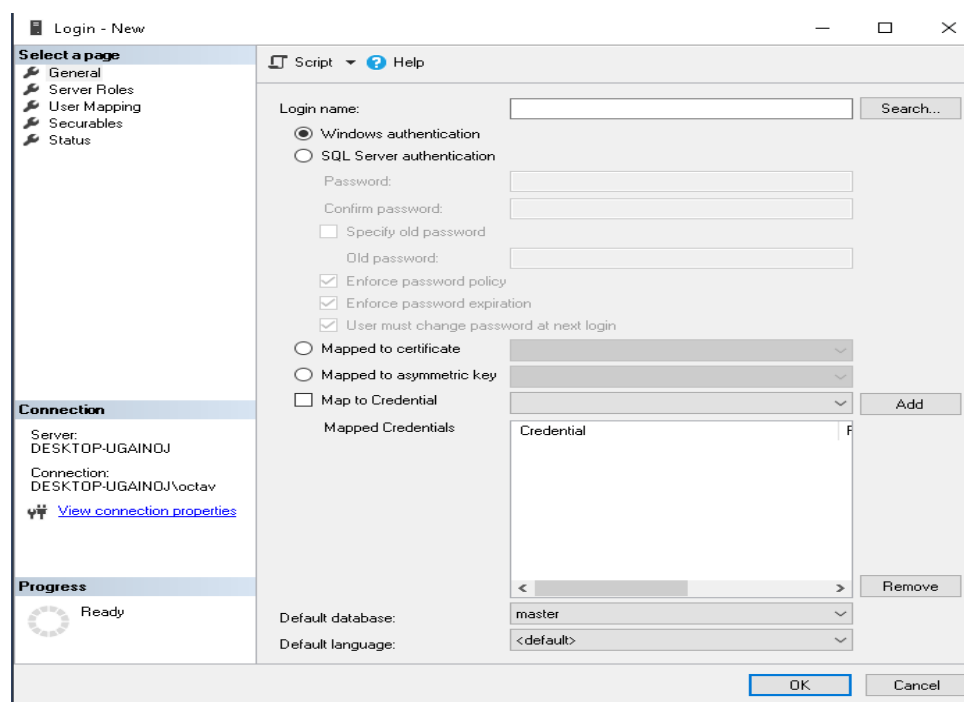 Login - New
Select a page
General
Server Roles
User Mapping
Securables
Status
Script
Help
Login name:
Search...
Windows authentication
SQL Server authentication
Password:
Confirm password:
Specify old password
Old password:
Enforce password policy
Enforce password expiration
User must change password at next login
Mapped to certificate
Mapped to asymmetric key
Map to Credential
Add
Mapped Credentials
Credential
Remove
Default database:
master
Default language:
<default>
Connection
Server:
DESKTOP-UGAIN0J
Connection:
DESKTOP-UGAIN0J\octav
View connection properties
Progress
Ready
OK
Cancel